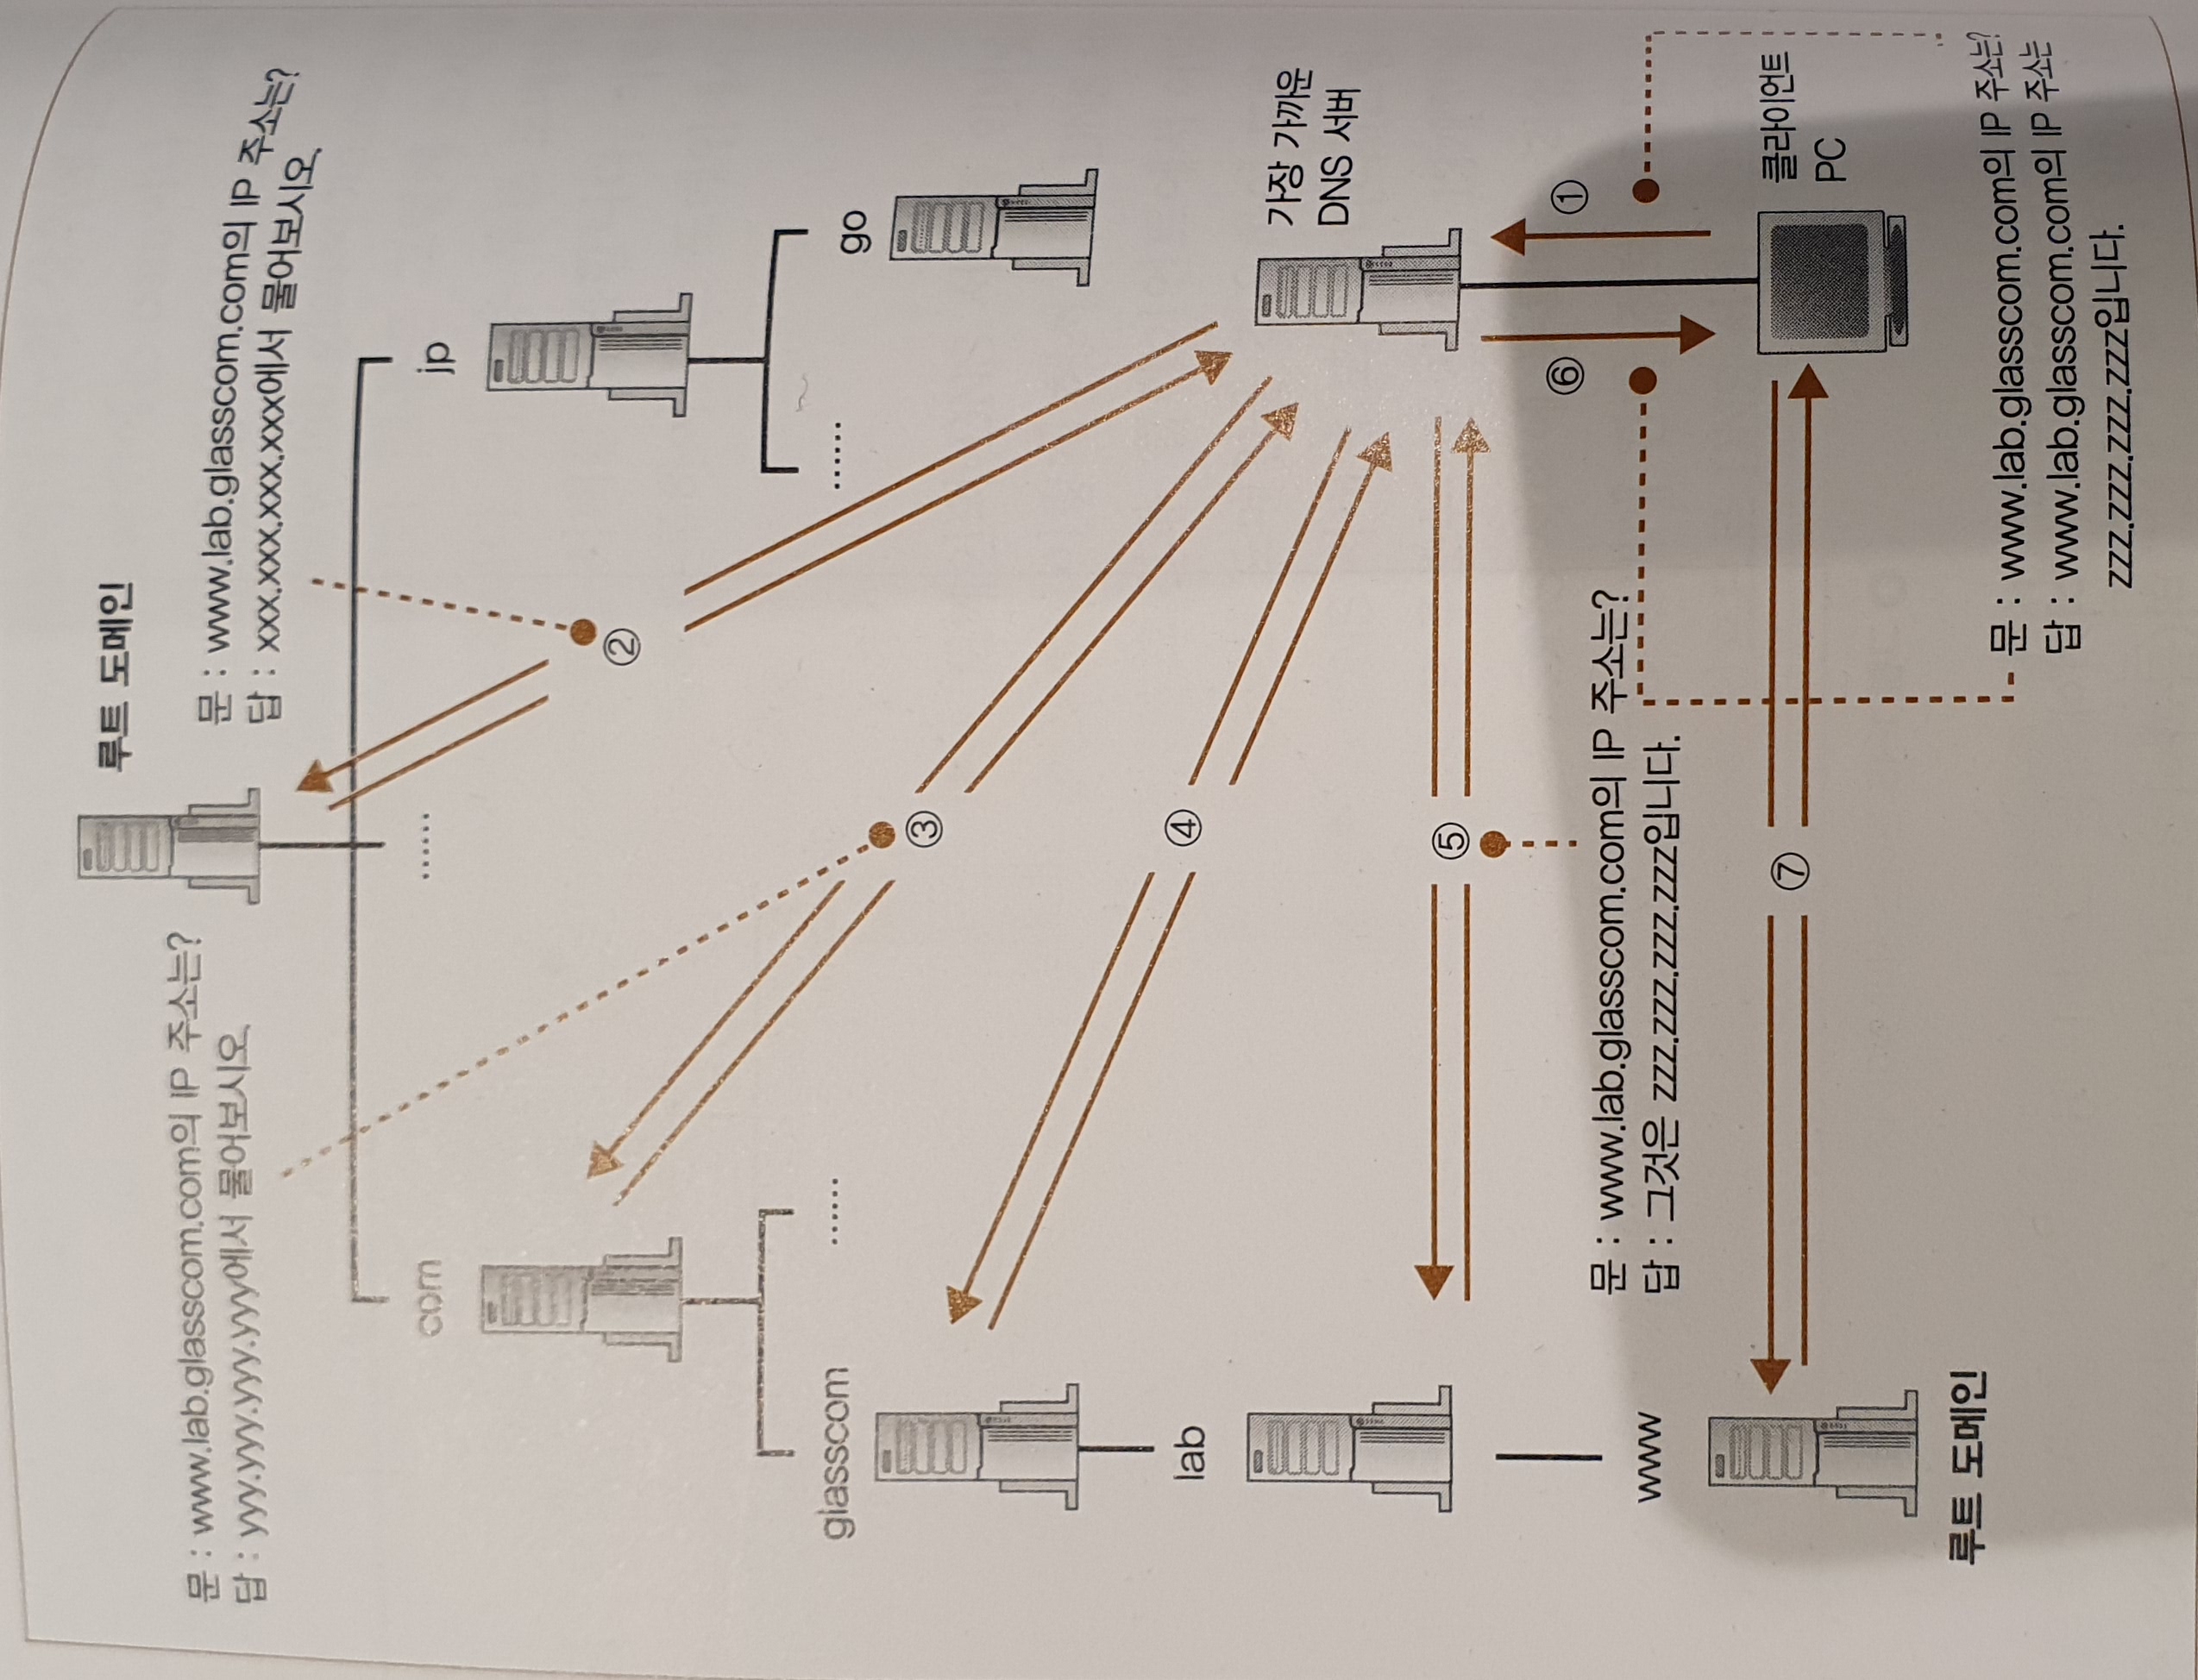 루트 도메인
문 : www.lab.glasscom.com의 IP 주소는?
답 : yyy.yyy.yyy.yyy에서 물어보시오.
문 : www.lab.glasscom.com의 IP 주소는?
답 : xxx.xxx.xxx.xxx에서 물어보시오.
com
......
jp
②
glasscom
......
......
go
③
lab
④
가장 가까운
DNS 서버
⑤
⑥
①
문 : www.lab.glasscom.com의 IP 주소는?
답 : 그것은 zzz.zzz.zzz.zzz입니다.
www
⑦
클라이언트
PC
루트 도메인
문 : www.lab.glasscom.com의 IP 주소는?
답 : www.lab.glasscom.com의 IP 주소는
zzz.zzz.zzz.zzz입니다.